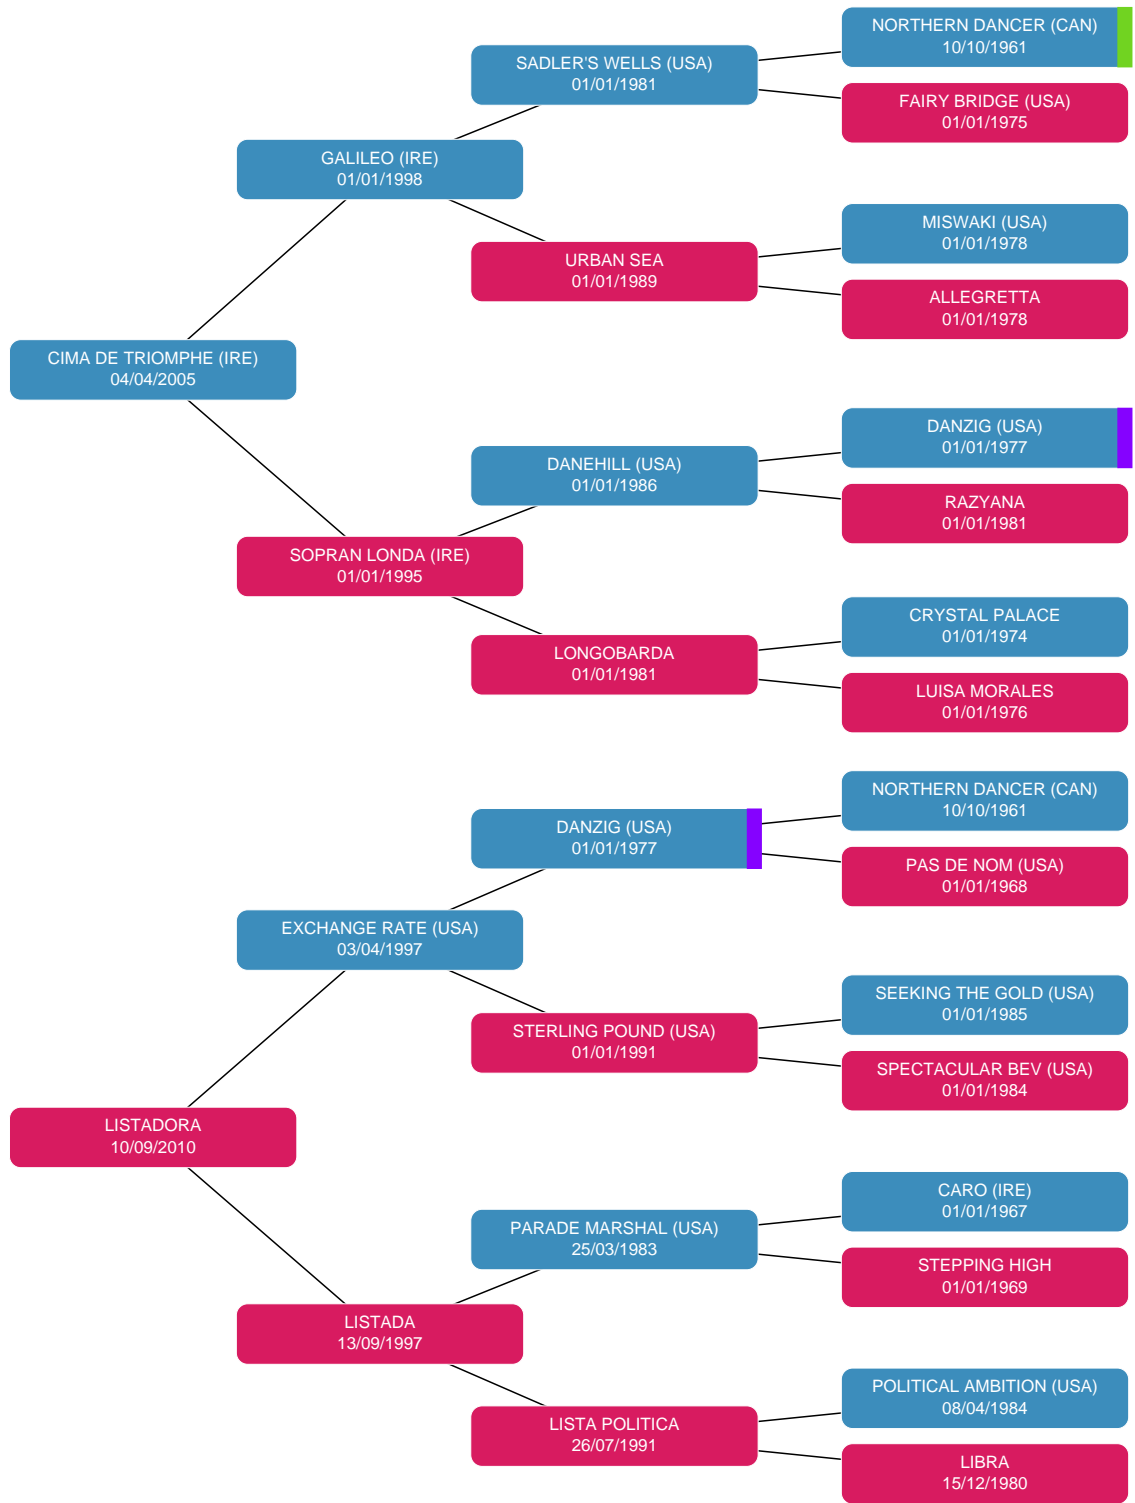 NORTHERN DANCER (CAN)
10/10/1961
SADLER'S WELLS (USA)
01/01/1981
FAIRY BRIDGE (USA)
01/01/1975
GALILEO (IRE)
01/01/1998
MISWAKI (USA)
01/01/1978
URBAN SEA
01/01/1989
ALLEGRETTA
01/01/1978
CIMA DE TRIOMPHE (IRE)
04/04/2005
DANZIG (USA)
01/01/1977
DANEHILL (USA)
01/01/1986
RAZYANA
01/01/1981
SOPRAN LONDA (IRE)
01/01/1995
CRYSTAL PALACE
01/01/1974
LONGOBARDA
01/01/1981
LUISA MORALES
01/01/1976
NORTHERN DANCER (CAN)
10/10/1961
DANZIG (USA)
01/01/1977
PAS DE NOM (USA)
01/01/1968
EXCHANGE RATE (USA)
03/04/1997
SEEKING THE GOLD (USA)
01/01/1985
STERLING POUND (USA)
01/01/1991
SPECTACULAR BEV (USA)
01/01/1984
LISTADORA
10/09/2010
CARO (IRE)
01/01/1967
PARADE MARSHAL (USA)
25/03/1983
STEPPING HIGH
01/01/1969
LISTADA
13/09/1997
POLITICAL AMBITION (USA)
08/04/1984
LISTA POLITICA
26/07/1991
LIBRA
15/12/1980